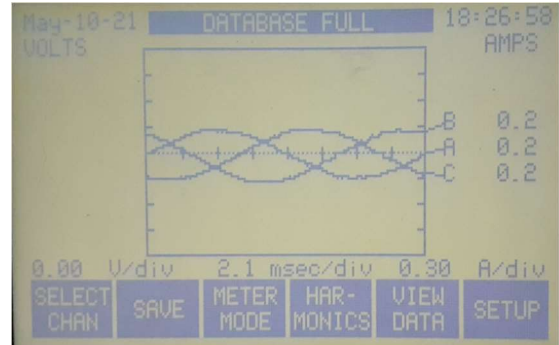 May-10-21 DATABASE FULL 18:26:58
VOLTS AMPS
B 0.2
A 0.2
C 0.2
0.00 V/div 2.1 msec/div 0.30 A/div
SELECT CHAN SAVE METER MODE HAR- MONICS VIEW DATA SETUP